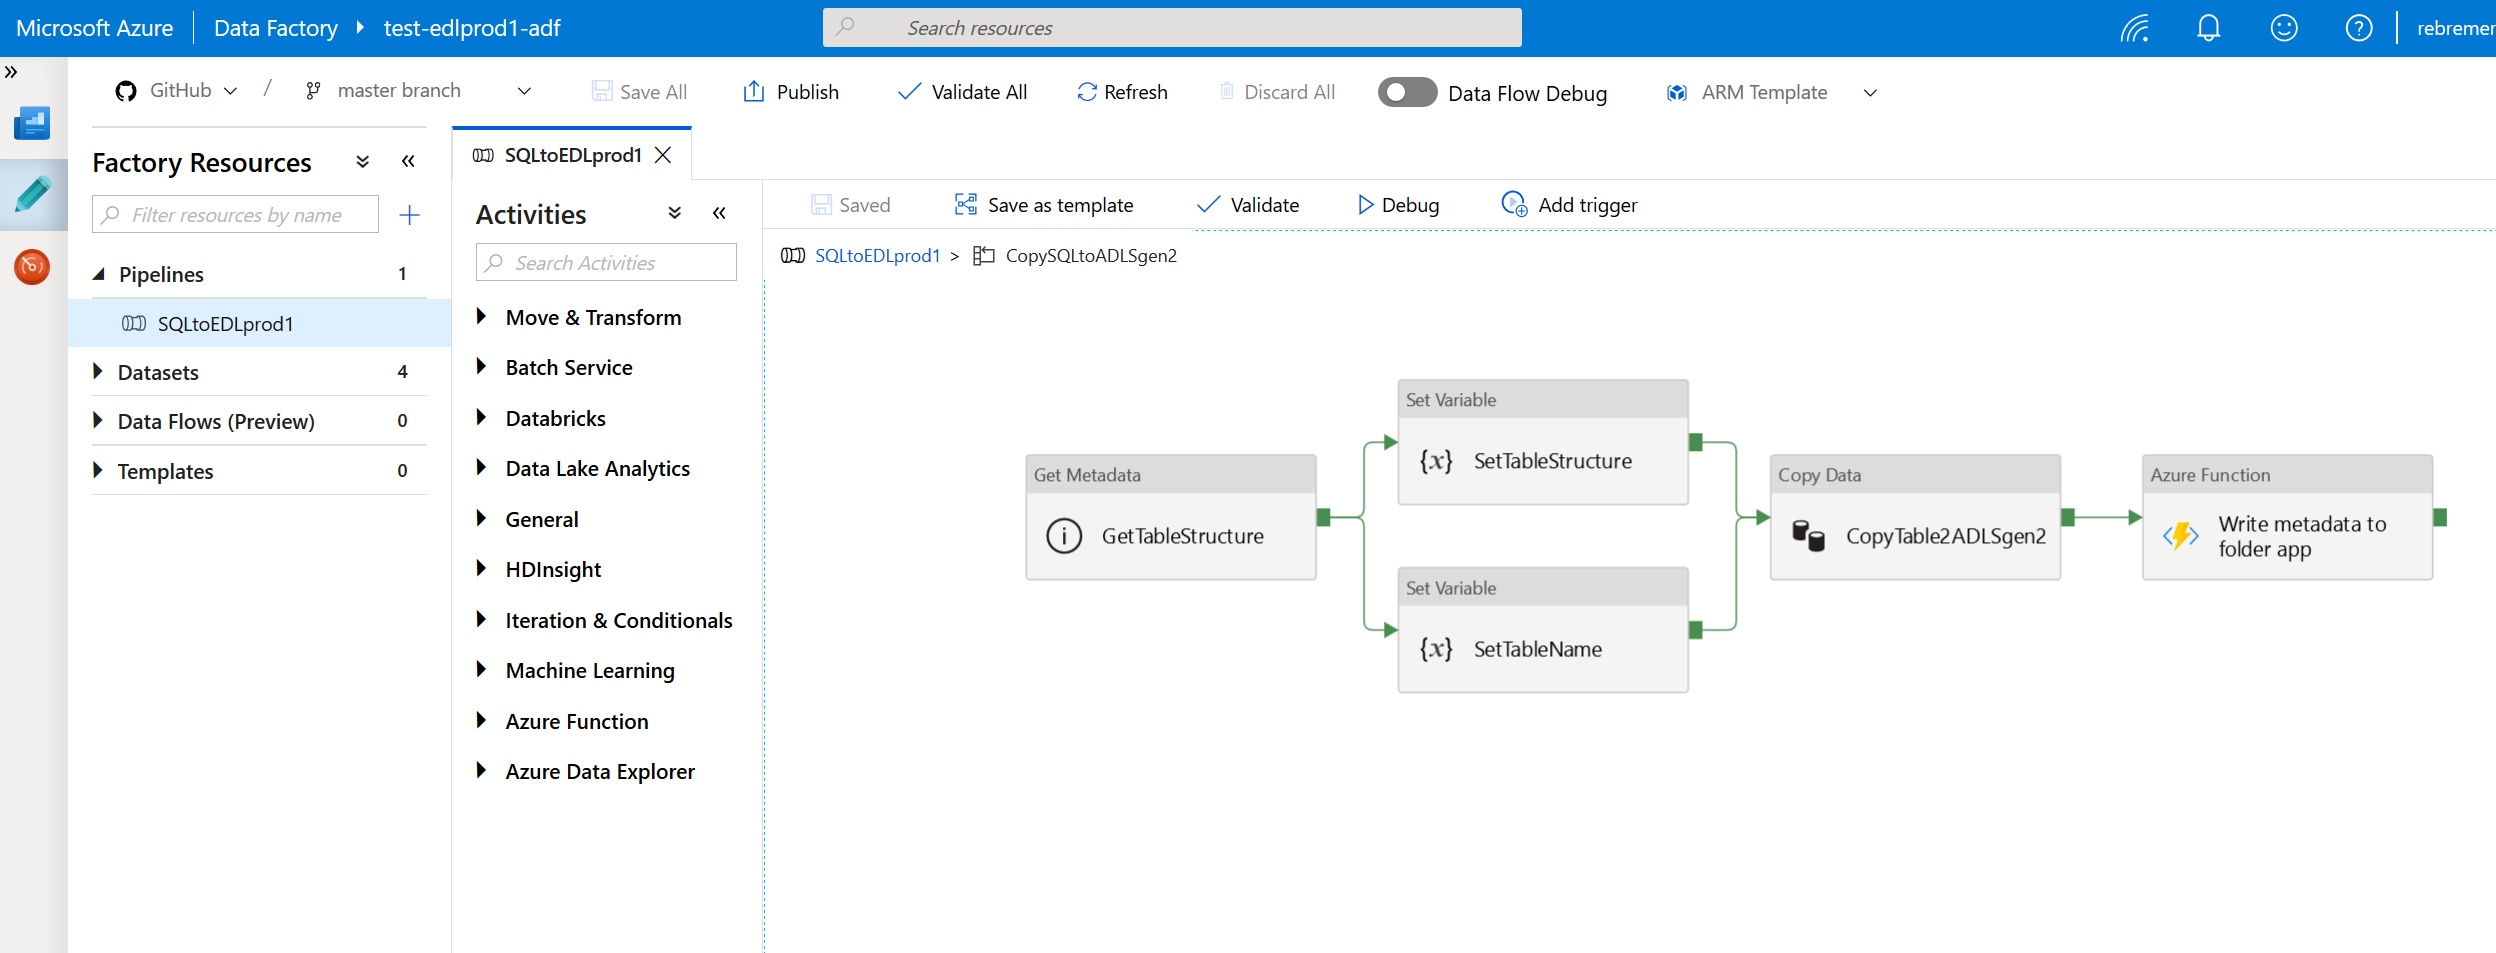 Microsoft Azure
Data Factory
test-edlprod1-adf
Search resources
GitHub
/
master branch
Save All
Publish
Validate All
Refresh
Discard All
Data Flow Debug
ARM Template
Factory Resources
Filter resources by name
Pipelines 1
SQLtoEDLprod1
Datasets 4
Data Flows (Preview) 0
Templates 0
SQLtoEDLprod1
Activities
Search Activities
Move & Transform
Batch Service
Databricks
Data Lake Analytics
General
HDInsight
Iteration & Conditionals
Machine Learning
Azure Function
Azure Data Explorer
Saved
Save as template
Validate
Debug
Add trigger
SQLtoEDLprod1 > CopySQLtoADLSgen2
Get Metadata
GetTableStructure
Set Variable
{x} SetTableStructure
Set Variable
{x} SetTableName
Copy Data
CopyTable2ADLSgen2
Azure Function
Write metadata to
folder app